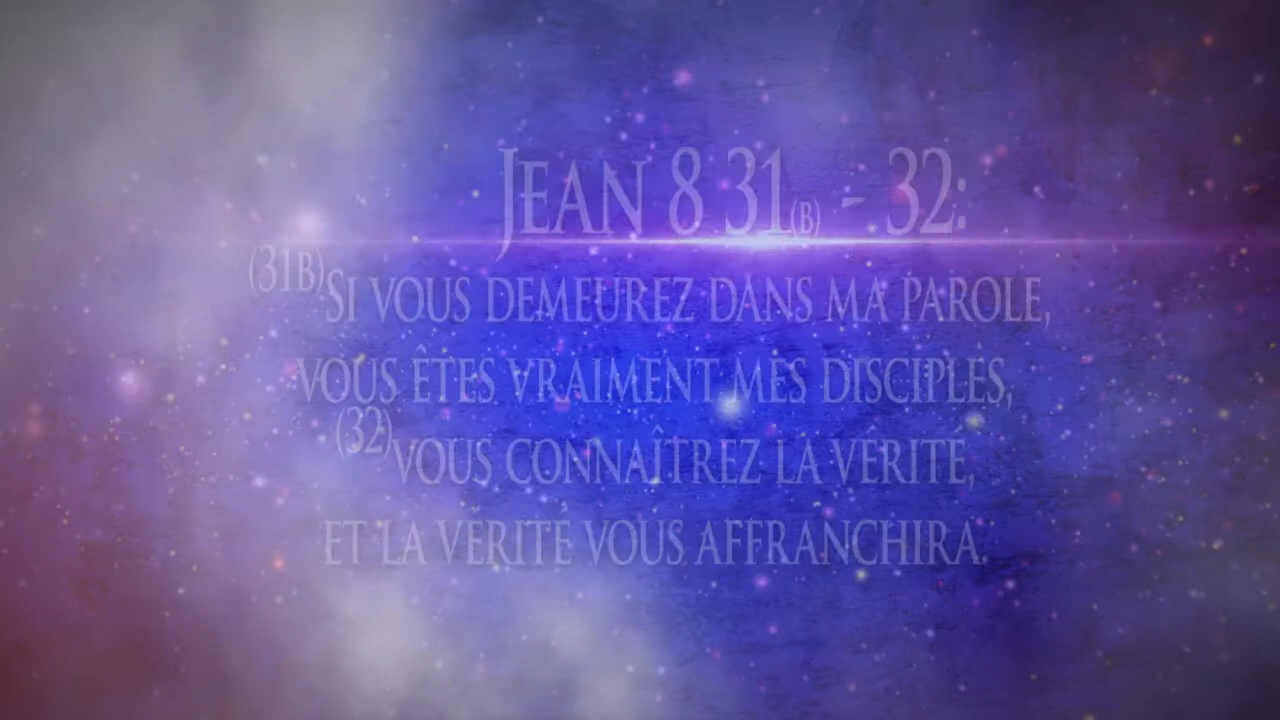 JEAN 8 31(B) - 32:
(31B)SI VOUS DEMEUREZ DANS MA PAROLE,
VOUS ÊTES VRAIMENT MES DISCIPLES,
(32)VOUS CONNAÎTREZ LA VÉRITÉ,
ET LA VÉRITÉ VOUS AFFRANCHIRA.